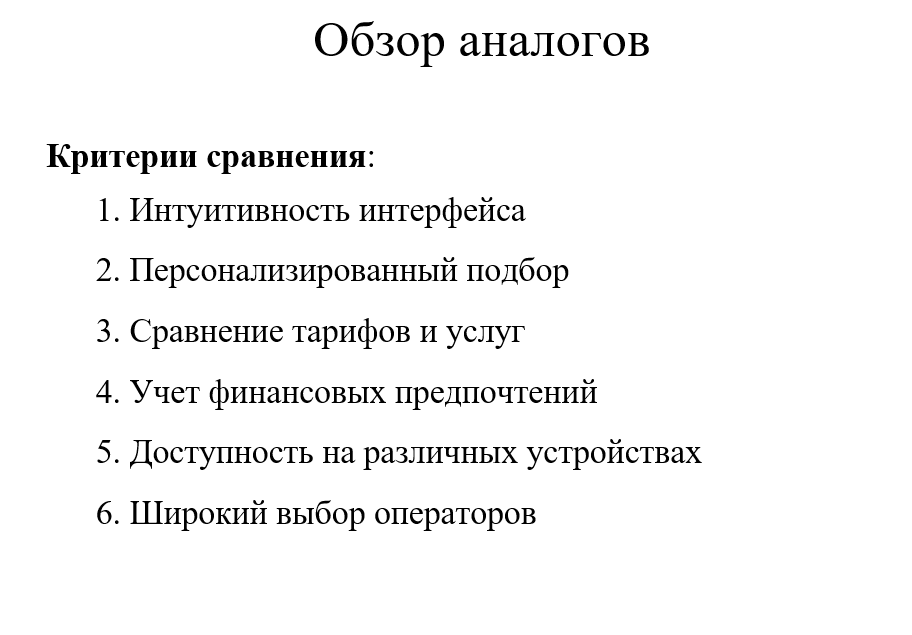 Обзор аналогов
Критерии сравнения:
1. Интуитивность интерфейса
2. Персонализированный подбор
3. Сравнение тарифов и услуг
4. Учет финансовых предпочтений
5. Доступность на различных устройствах
6. Широкий выбор операторов